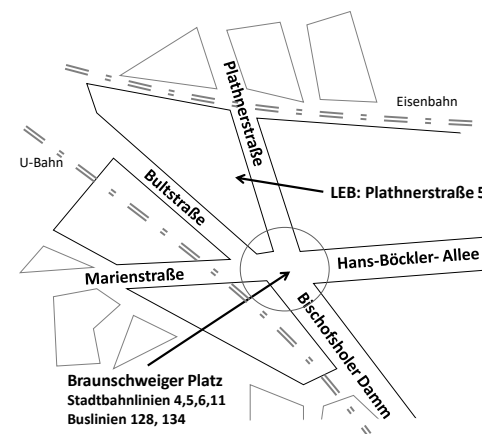 Plathnerstraße
Eisenbahn
U-Bahn
LEB: Plathnerstraße 5
Bultstraße
Hans-Böckler- Allee
Marienstraße
Bischofsholer Damm
Braunschweiger Platz
Stadtbahnlinien 4,5,6,11
Buslinien 128, 134